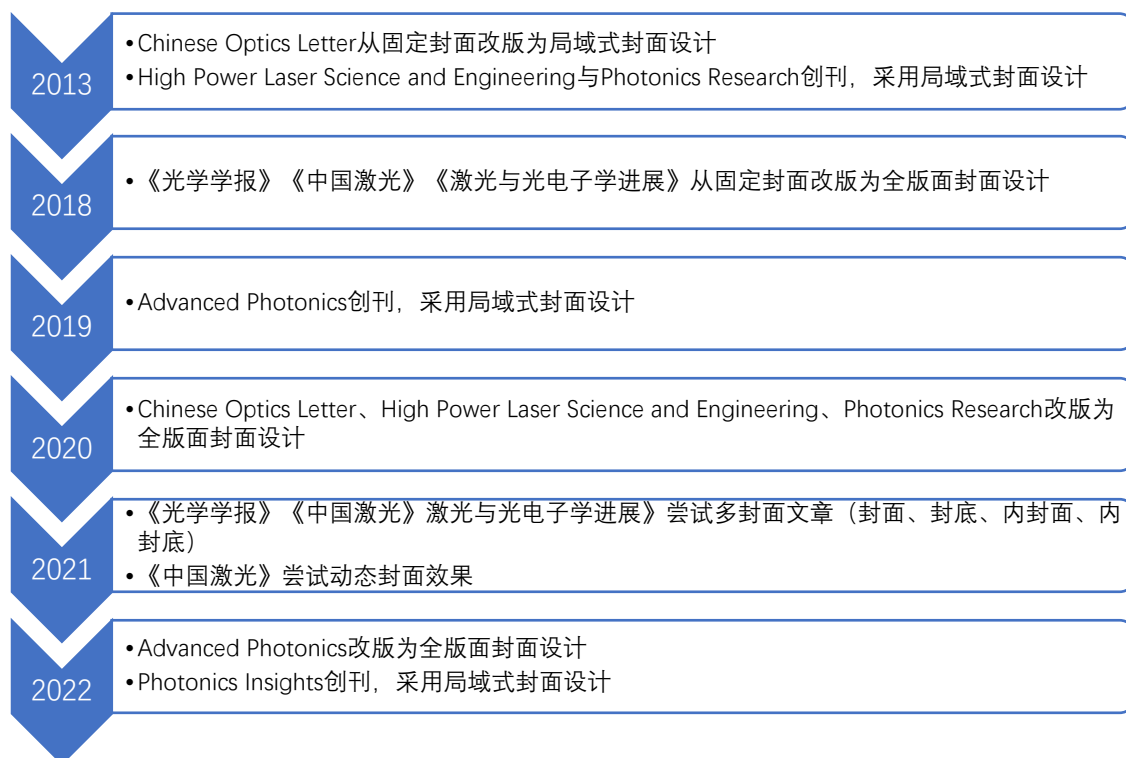 2013
•Chinese Optics Letter从固定封面改版为局域式封面设计
•High Power Laser Science and Engineering与Photonics Research创刊，采用局域式封面设计
2018
•《光学学报》《中国激光》《激光与光电子学进展》从固定封面改版为全版面封面设计
2019
•Advanced Photonics创刊，采用局域式封面设计
2020
•Chinese Optics Letter、High Power Laser Science and Engineering、Photonics Research改版为
全版面封面设计
2021
•《光学学报》《中国激光》激光与光电子学进展》尝试多封面文章（封面、封底、内封面、内
封底）
•《中国激光》尝试动态封面效果
2022
•Advanced Photonics改版为全版面封面设计
•Photonics Insights创刊，采用局域式封面设计